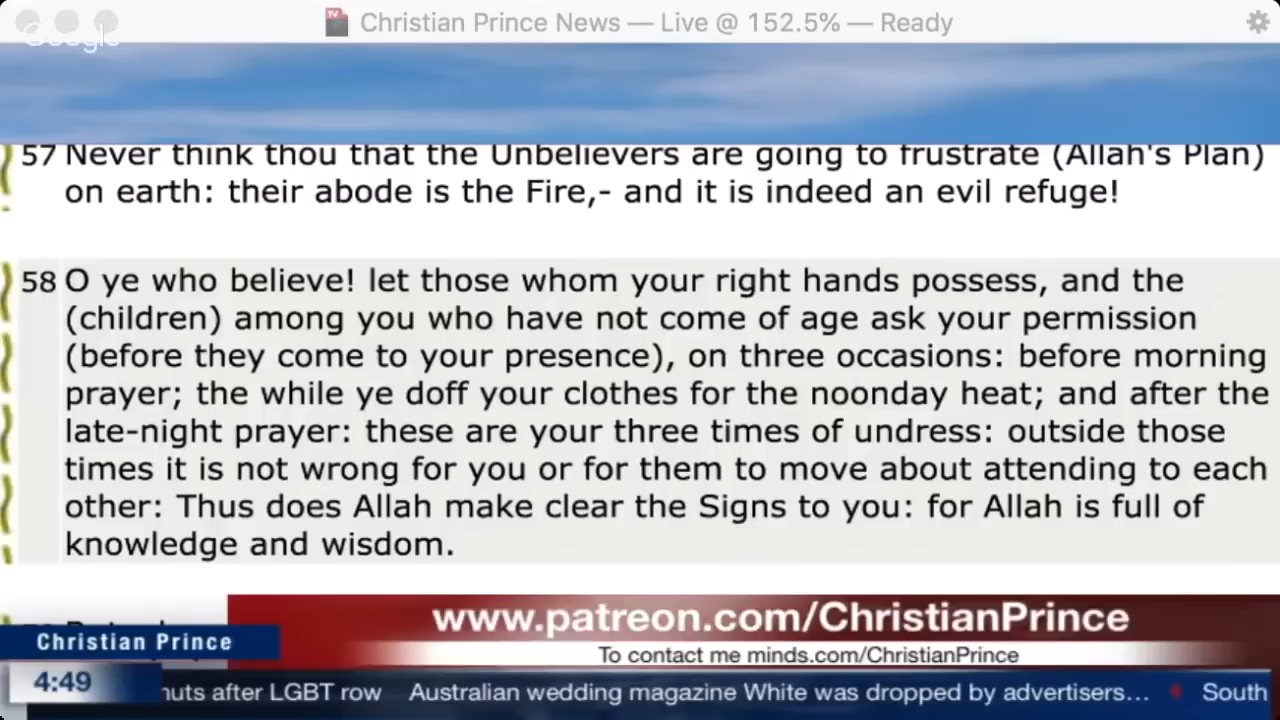 Christian Prince News — Live @ 152.5% — Ready
Google
57 Never think thou that the Unbelievers are going to frustrate (Allah's Plan)
on earth: their abode is the Fire,- and it is indeed an evil refuge!
58 O ye who believe! let those whom your right hands possess, and the
(children) among you who have not come of age ask your permission
(before they come to your presence), on three occasions: before morning
prayer; the while ye doff your clothes for the noonday heat; and after the
late-night prayer: these are your three times of undress: outside those
times it is not wrong for you or for them to move about attending to each
other: Thus does Allah make clear the Signs to you: for Allah is full of
knowledge and wisdom.
www.patreon.com/ChristianPrince
Christian Prince
To contact me minds.com/ChristianPrince
4:49
after LGBT row Australian wedding magazine White was dropped by advertisers... South